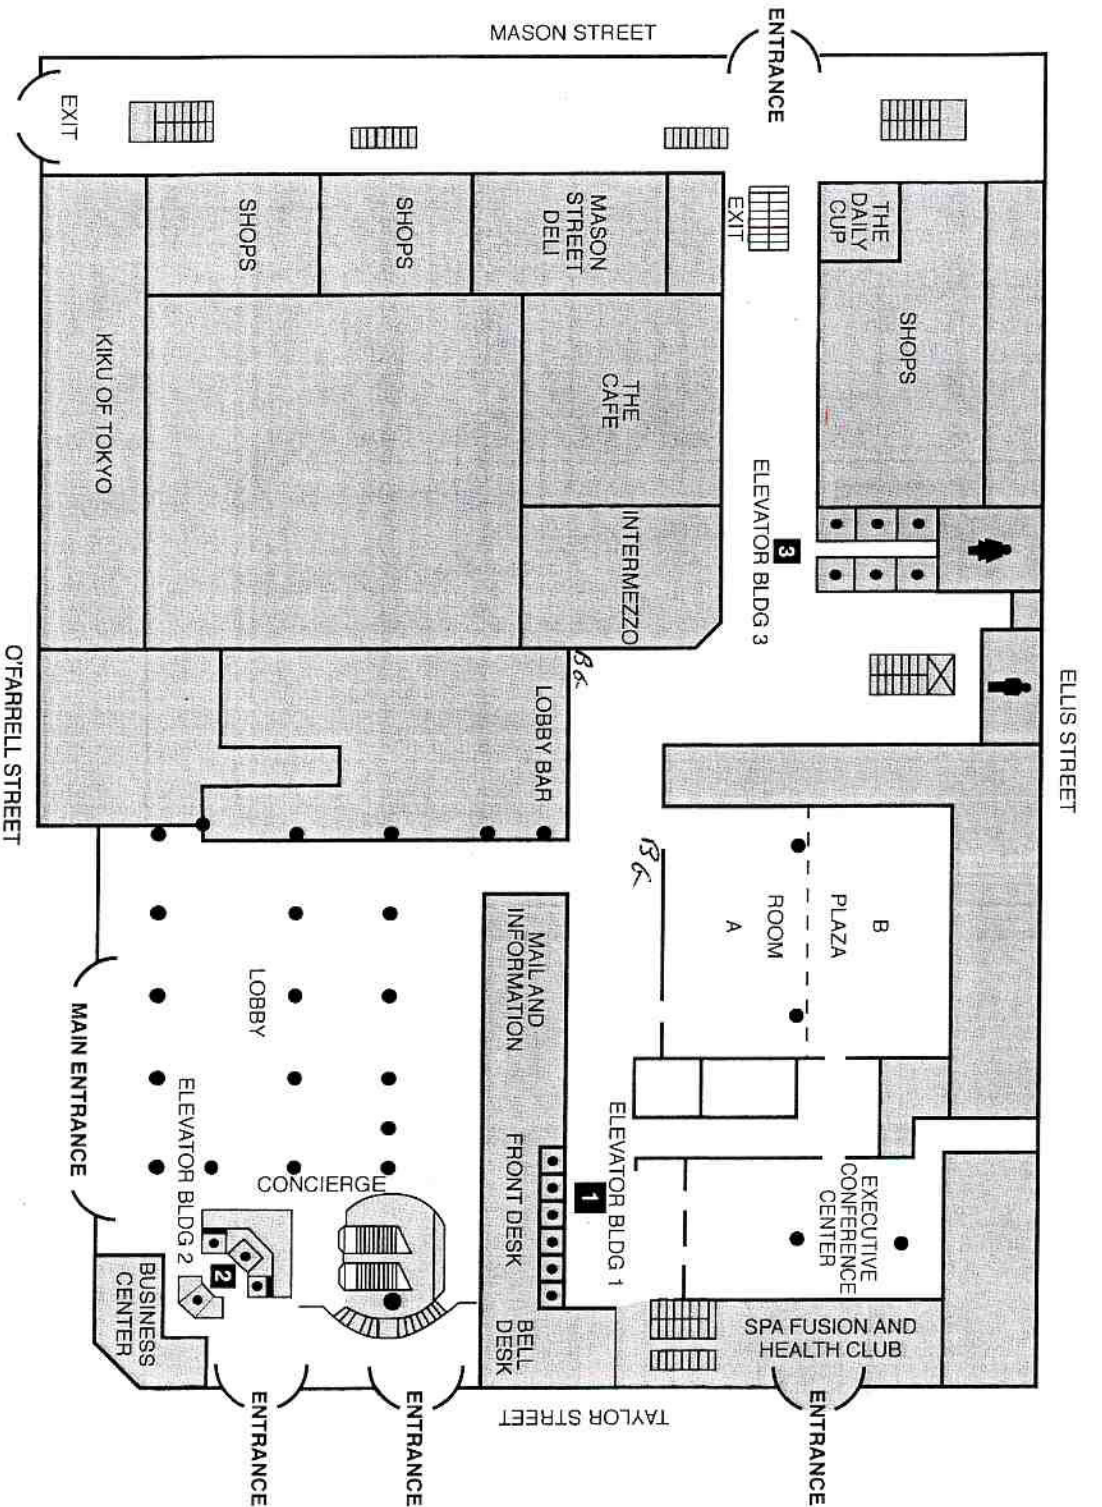 MASON STREET
ENTRANCE
EXIT
EXIT
THE
DAILY
CUP
SHOPS
SHOPS
SHOPS
MASON
STREET
DELI
THE
CAFE
KIKU OF TOKYO
INTERMEZZO
ELEVATOR BLDG 3
3
ELLIS STREET
O'FARRELL STREET
LOBBY BAR
B
PLAZA
ROOM
A
MAIL AND
INFORMATION
LOBBY
MAIN ENTRANCE
ELEVATOR BLDG 2
2
CONCIERGE
FRONT DESK
ELEVATOR BLDG 1
1
EXECUTIVE
CONFERENCE
CENTER
BUSINESS
CENTER
BELL
DESK
SPA FUSION AND
HEALTH CLUB
ENTRANCE
ENTRANCE
ENTRANCE
TAYLOR STREET